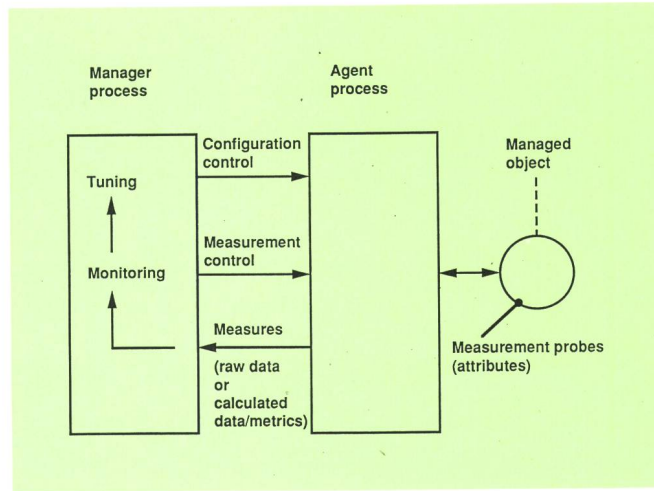 Manager
process
Agent
process
Configuration
control
Managed
object
Tuning
Measurement
control
Monitoring
Measures
(raw data
or
calculated
data/metrics)
Measurement probes
(attributes)